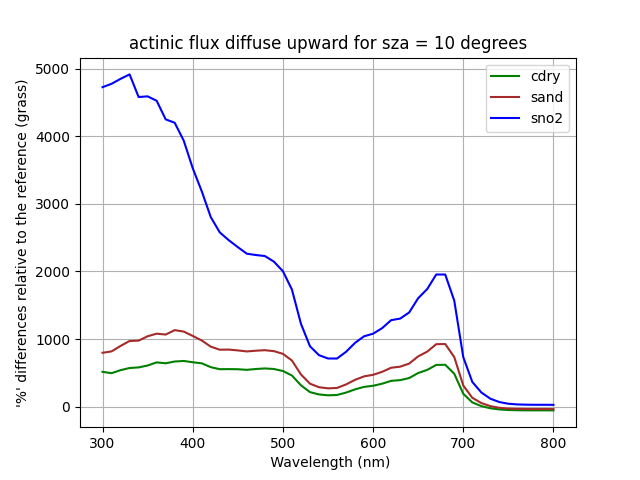 actinic flux diffuse upward for sza = 10 degrees
'%' differences relative to the reference (grass)
5000
4000
3000
2000
1000
0
cdry
sand
sno2
300
400
500
600
700
800
Wavelength (nm)